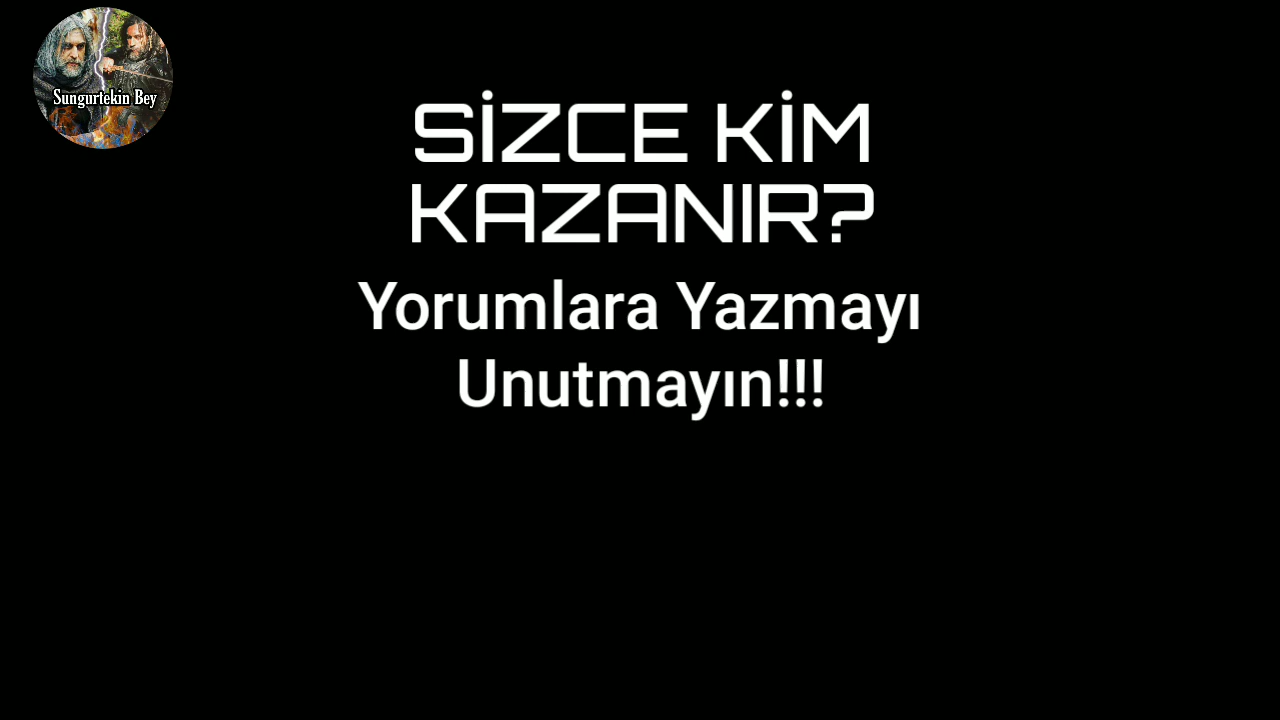 Sungurtekin Bey
SİZCE KİM
KAZANIR?
Yorumlara Yazmayı
Unutmayın!!!